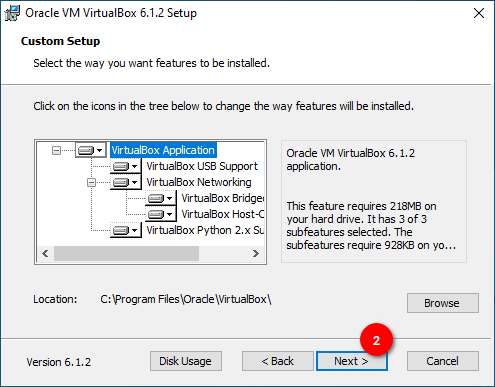 Oracle VM VirtualBox 6.1.2 Setup
Custom Setup
Select the way you want features to be installed.
Click on the icons in the tree below to change the way features will be installed.
VirtualBox Application
VirtualBox USB Support
VirtualBox Networking
VirtualBox Bridge
VirtualBox Host-C
VirtualBox Python 2.x Su
Oracle VM VirtualBox 6.1.2
application.
This feature requires 218MB on
your hard drive. It has 3 of 3
subfeatures selected. The
subfeatures require 928KB on yo...
Location: C:\Program Files\Oracle\VirtualBox\
Browse
2
Version 6.1.2 Disk Usage < Back Next > Cancel